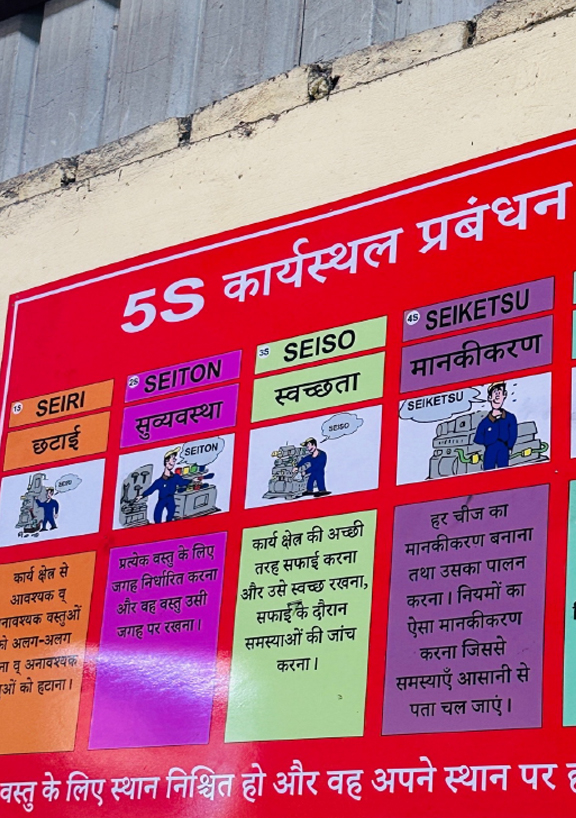 5S कार्यस्थल प्रबंधन
1S SEIRI
छटाई
SEIRI
कार्य क्षेत्र से
आवश्यक व्
अनावश्यक वस्तुओं
को अलग-अलग
व् अनावश्यक
को हटाना।
2S SEITON
सुव्यवस्था
SEITON
प्रत्येक वस्तु के लिए
जगह निर्धारित करना
और वह वस्तु उसी
जगह पर रखना।
3S SEISO
स्वच्छता
SEISO
कार्य क्षेत्र की अच्छी
तरह सफाई करना
और उसे स्वच्छ रखना,
सफाई के दौरान
समस्याओं की जांच
करना।
4S SEIKETSU
मानकीकरण
SEIKETSU
हर चीज का
मानकीकरण बनाना
तथा उसका पालन
करना। नियमों का
ऐसा मानकीकरण
करना जिससे
समस्याएँ आसानी से
पता चल जाएं।
वस्तु के लिए स्थान निश्चित हो और वह अपने स्थान पर